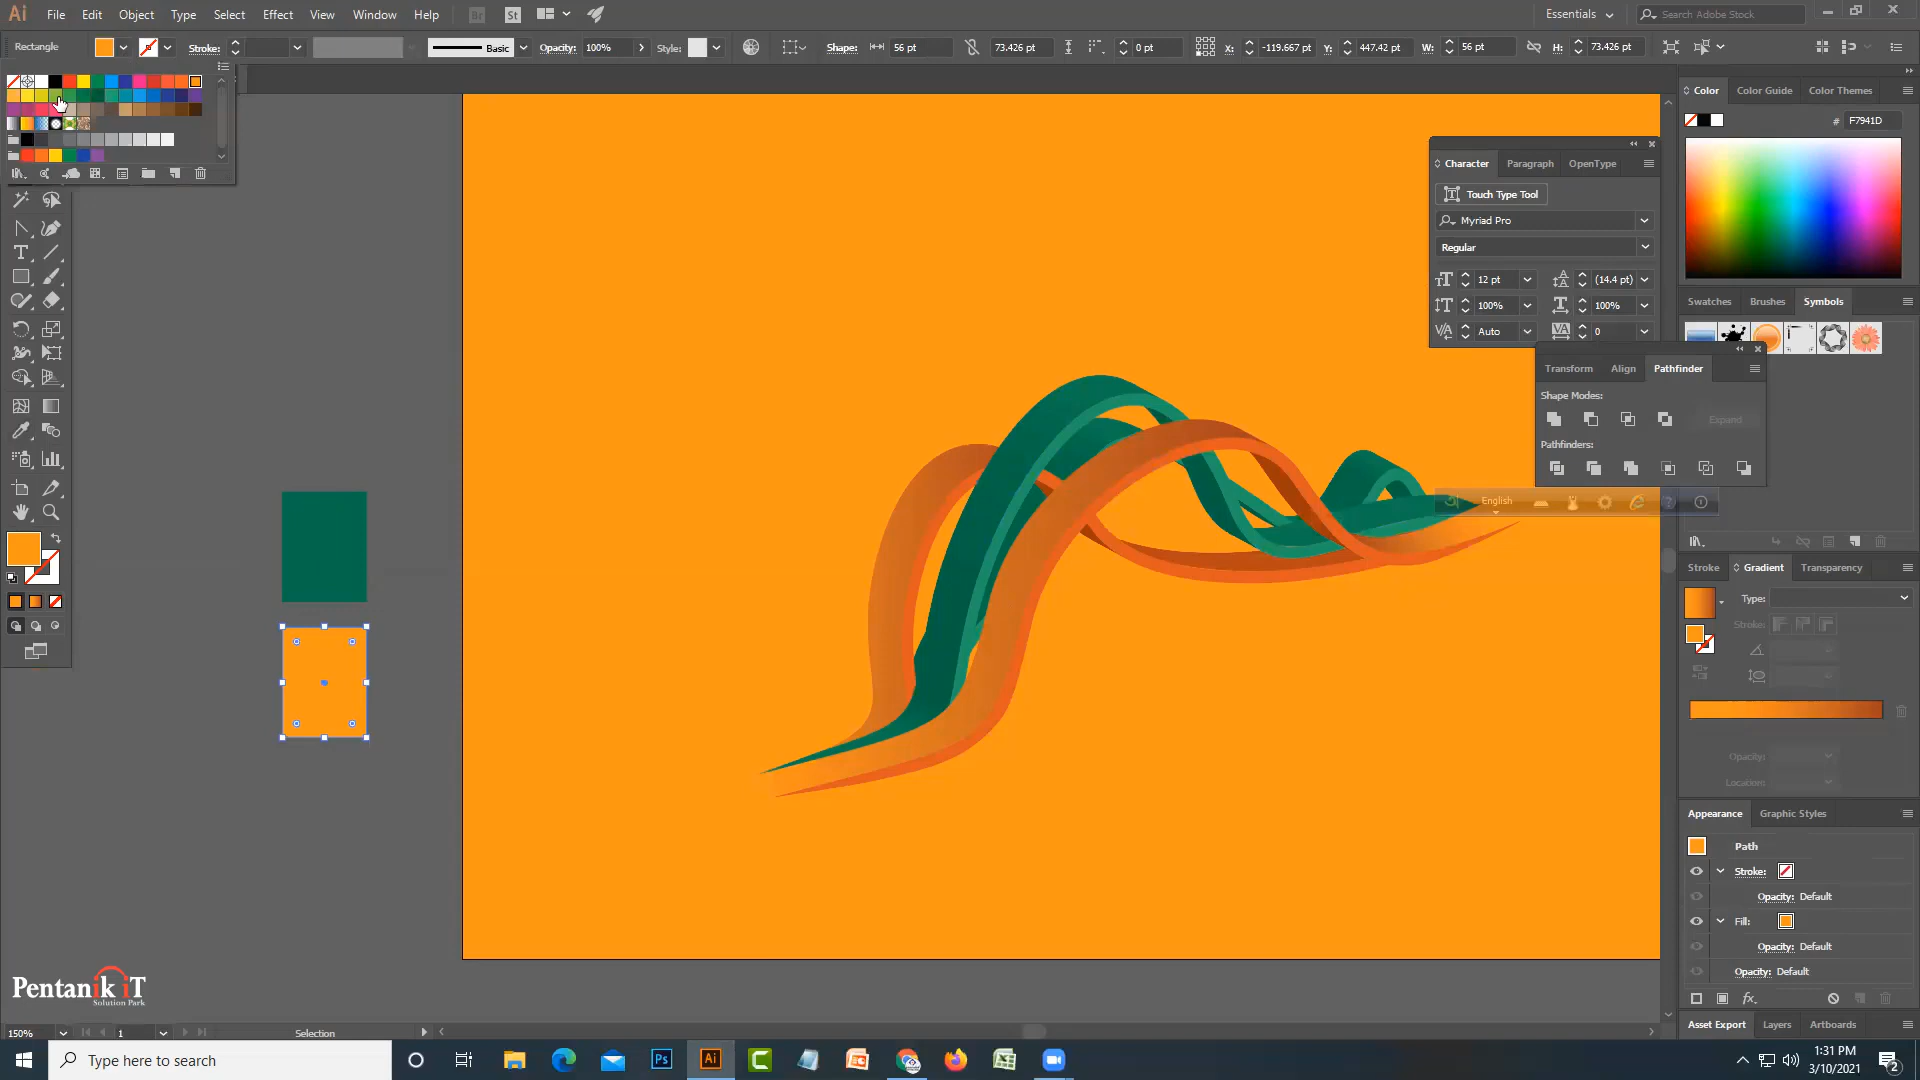 Ai File Edit Object Type Select Effect View Window Help Br St Essentials Search Adobe Stock
Rectangle Stroke: Basic Opacity: 100% Style: Shape: 56 pt 73.426 pt 0 pt X: -119.667 pt Y: 447.42 pt W: 56 pt H: 73.426 pt
Color Color Guide Color Themes
# F7941D
Character Paragraph OpenType
Touch Type Tool
Myriad Pro
Regular
12 pt (14.4 pt)
100% 100%
Auto 0
Swatches Brushes Symbols
Transform Align Pathfinder
Shape Modes:
Expand
Pathfinders:
English
Stroke Gradient Transparency
Type:
Stroke:
Opacity:
Location:
Appearance Graphic Styles
Path
Stroke:
Opacity: Default
Fill:
Opacity: Default
Opacity: Default
Asset Export Layers Artboards
Pentanik iT
Solution Park
150% 1 Selection
Type here to search
Ps Ai
1:31 PM
3/10/2021
2